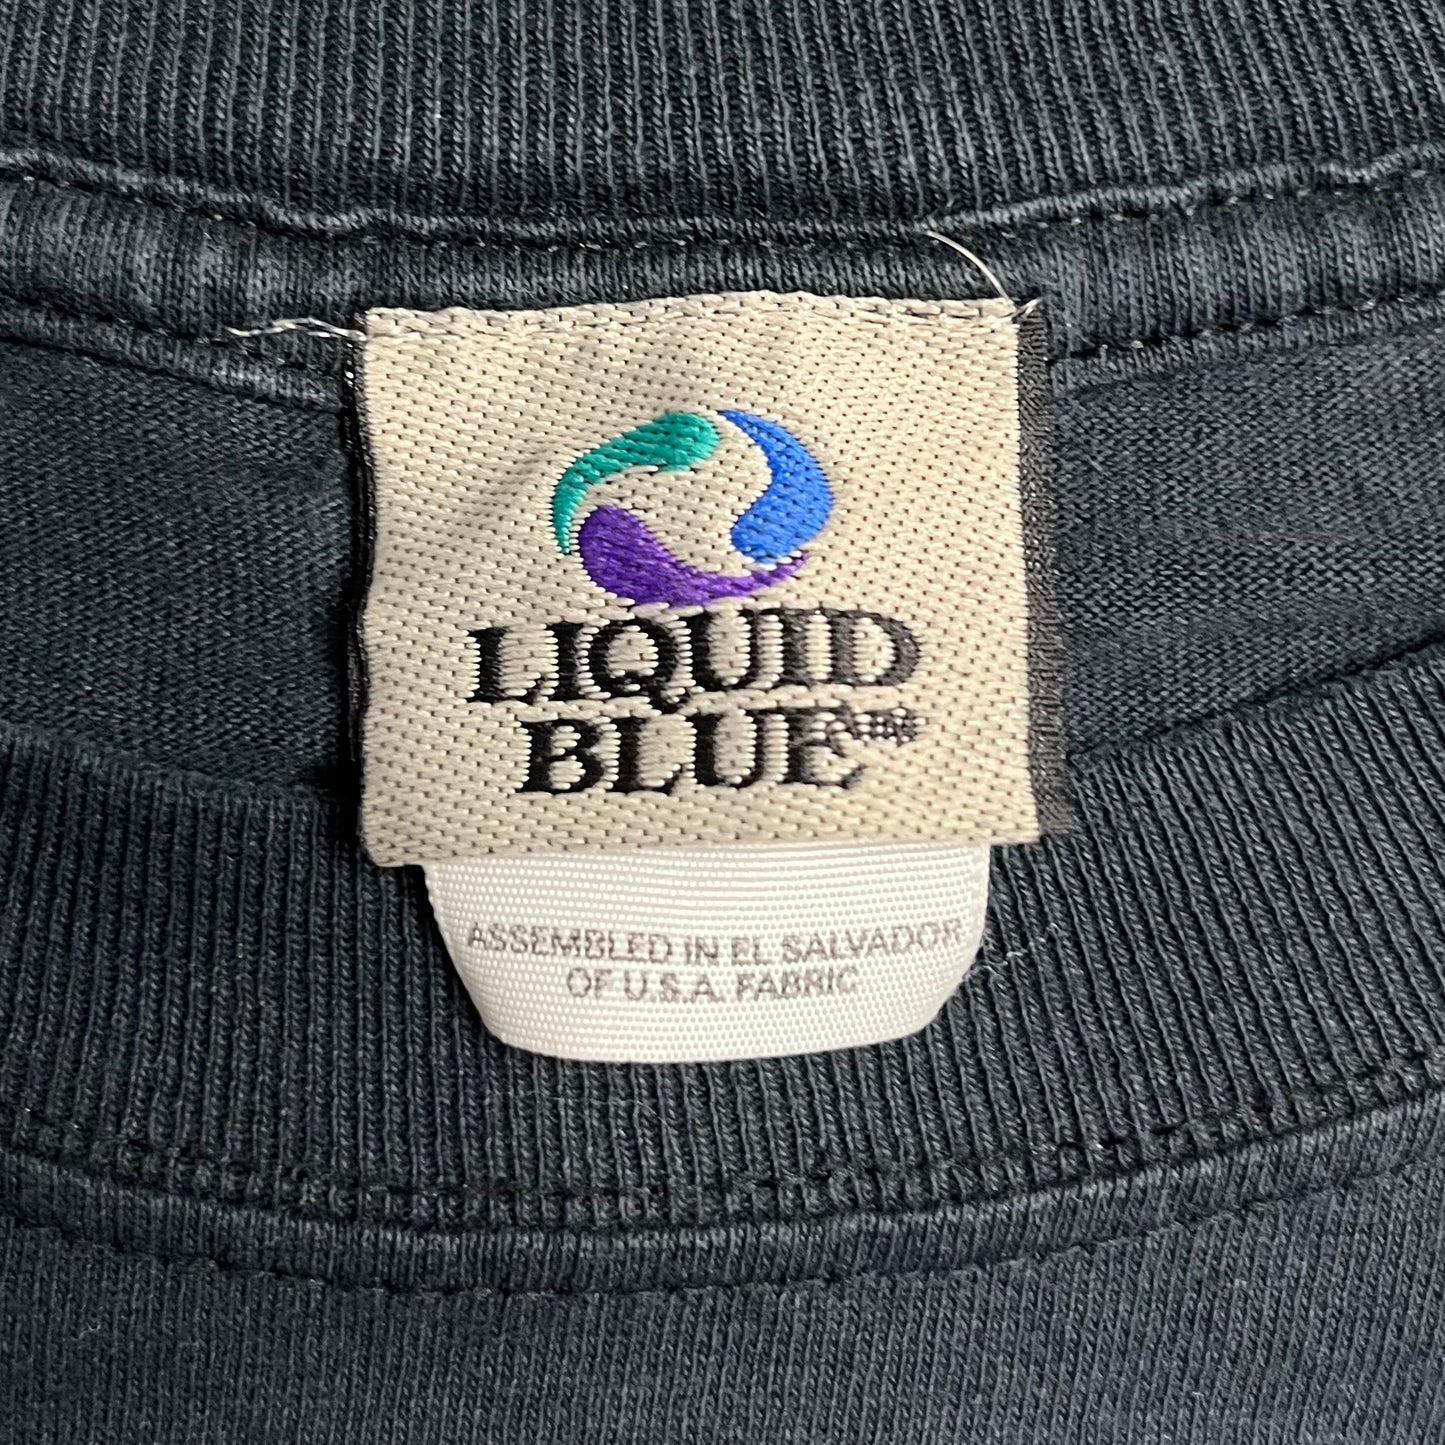 LIQUID
BLUE
ASSEMBLED IN EL SALVADOR
OF U.S.A. FABRIC